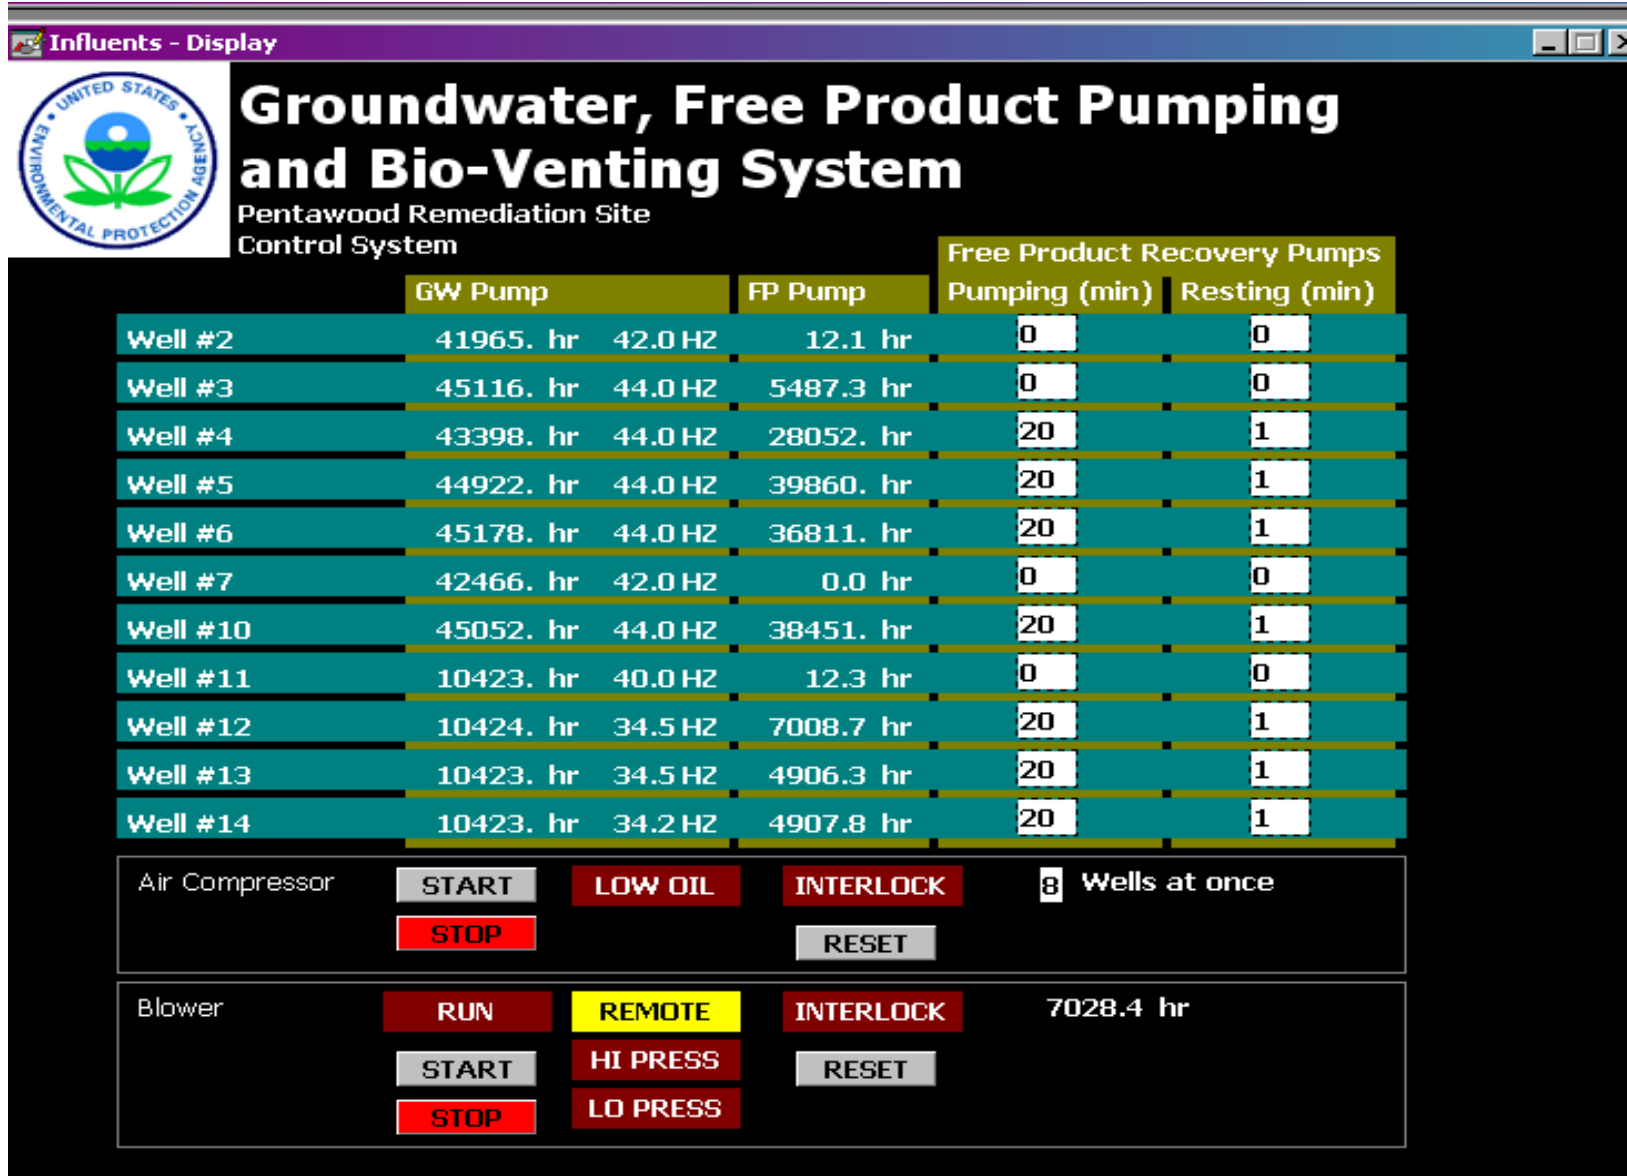 Influents - Display
UNITED STATES
ENVIRONMENTAL PROTECTION AGENCY
Groundwater, Free Product Pumping
and Bio-Venting System
Pentawood Remediation Site
Control System
Free Product Recovery Pumps
GW Pump FP Pump Pumping (min) Resting (min)
Well #2 41965. hr 42.0 HZ 12.1 hr 0 0
Well #3 45116. hr 44.0 HZ 5487.3 hr 0 0
Well #4 43398. hr 44.0 HZ 28052. hr 20 1
Well #5 44922. hr 44.0 HZ 39860. hr 20 1
Well #6 45178. hr 44.0 HZ 36811. hr 20 1
Well #7 42466. hr 42.0 HZ 0.0 hr 0 0
Well #10 45052. hr 44.0 HZ 38451. hr 20 1
Well #11 10423. hr 40.0 HZ 12.3 hr 0 0
Well #12 10424. hr 34.5 HZ 7008.7 hr 20 1
Well #13 10423. hr 34.5 HZ 4906.3 hr 20 1
Well #14 10423. hr 34.2 HZ 4907.8 hr 20 1
Air Compressor START LOW OIL INTERLOCK 8 Wells at once
STOP RESET
Blower RUN REMOTE INTERLOCK 7028.4 hr
START HI PRESS RESET
STOP LO PRESS